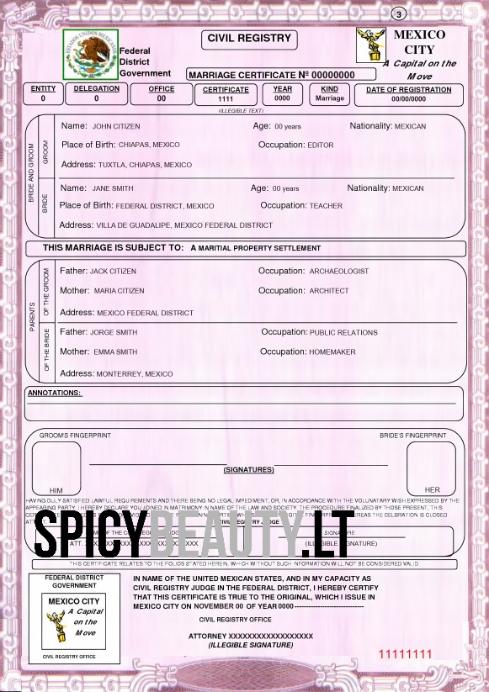 3
CIVIL REGISTRY
MEXICO
CITY
A Capital on the
Move
Federal
District
Government
MARRIAGE CERTIFICATE Nº 00000000
ENTITY
0
DELEGATION
0
OFFICE
00
CERTIFICATE
1111
YEAR
0000
KIND
Marriage
DATE OF REGISTRATION
00/00/0000
(ILLEGIBLE TEXT)
BRIDE AND GROOM
GROOM
Name: JOHN CITIZEN Age: 00 years Nationality: MEXICAN
Place of Birth: CHIAPAS, MEXICO Occupation: EDITOR
Address: TUXTLA, CHIAPAS, MEXICO
BRIDE
Name: JANE SMITH Age: 00 years Nationality: MEXICAN
Place of Birth: FEDERAL DISTRICT, MEXICO Occupation: TEACHER
Address: VILLA DE GUADALIPE, MEXICO FEDERAL DISTRICT
THIS MARRIAGE IS SUBJECT TO: A MARITIAL PROPERTY SETTLEMENT
PARENTS
OF THE GROOM
Father: JACK CITIZEN Occupation: ARCHAEOLOGIST
Mother: MARIA CITIZEN Occupation: ARCHITECT
Address: MEXICO FEDERAL DISTRICT
OF THE BRIDE
Father: JORGE SMITH Occupation: PUBLIC RELATIONS
Mother: EMMA SMITH Occupation: HOMEMAKER
Address: MONTERREY, MEXICO
ANNOTATIONS:
GROOM'S FINGERPRINT BRIDE'S FINGERPRINT
(SIGNATURES)
HIM HER
HAVING DULY SATISFIED LAWFUL REQUIREMENTS AND THERE BEING NO LEGAL IMPEDIMENT, OR, IN ACCORDANCE WITH THE VOLUNTARY WISH EXPRESSED BY THE
APPEARING PARTY, I HEREBY DECLARE YOU JOINED IN MATRIMONY IN NAME OF THE LAW AND SOCIETY. THE PROCEDURE FINALIZED BY THOSE PRESENT, THIS
SPICYBEAUTY.LT
(ILLEGIBLE SIGNATURE)
THIS CERTIFICATE RELATES TO THE FOLIOS STATED HEREIN, WHICH WITHOUT SUCH INFORMATION WILL NOT BE CONSIDERED VALID.
FEDERAL DISTRICT
GOVERNMENT
MEXICO CITY
A Capital
on the
Move
CIVIL REGISTRY OFFICE
IN NAME OF THE UNITED MEXICAN STATES, AND IN MY CAPACITY AS
CIVIL REGISTRY JUDGE IN THE FEDERAL DISTRICT, I HEREBY CERTIFY
THAT THIS CERTIFICATE IS TRUE TO THE ORIGINAL, WHICH I ISSUE IN
MEXICO CITY ON NOVEMBER 00 OF YEAR 0000--------------------
CIVIL REGISTRY OFFICE
ATTORNEY XXXXXXXXXXXXXXXXXX
(ILLEGIBLE SIGNATURE)
11111111